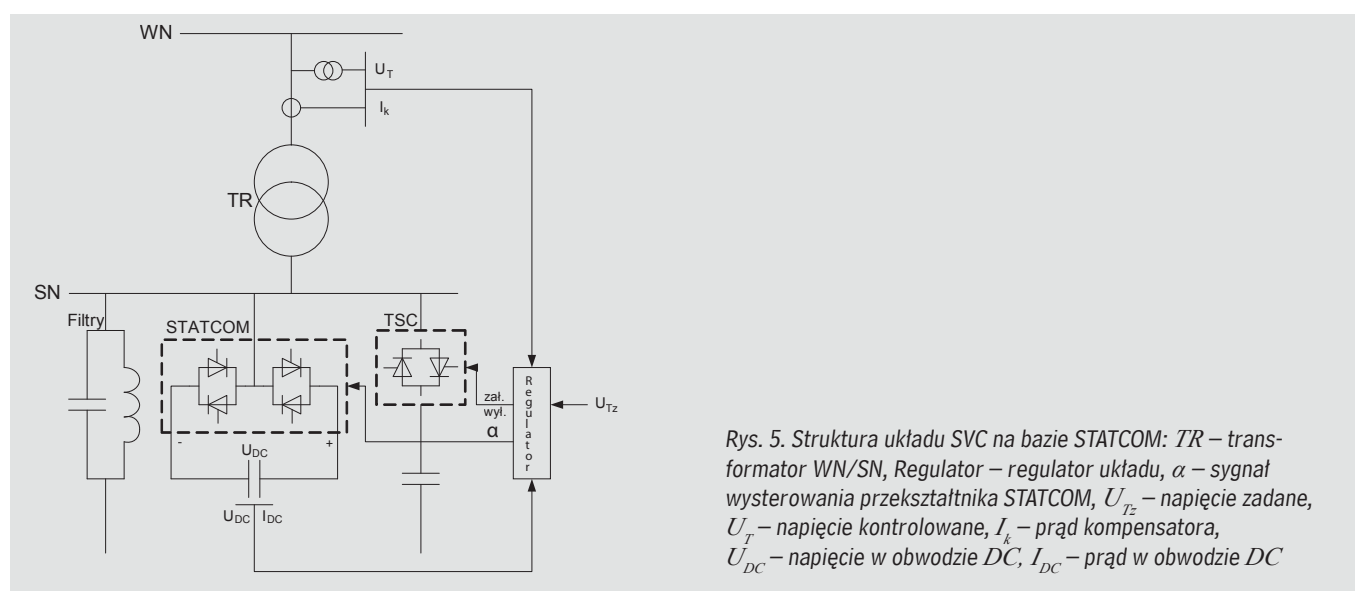 WN
U_T
I_k
TR
SN
Filtry
STATCOM
TSC
Regulator
zał.
wył.
α
U_Tz
-
+
U_DC
U_DC I_DC
Rys. 5. Struktura układu SVC na bazie STATCOM: TR – trans-
formator WN/SN, Regulator – regulator układu, α – sygnał
wysterowania przekształtnika STATCOM, U_Tz – napięcie zadane,
U_T – napięcie kontrolowane, I_k – prąd kompensatora,
U_DC – napięcie w obwodzie DC, I_DC – prąd w obwodzie DC